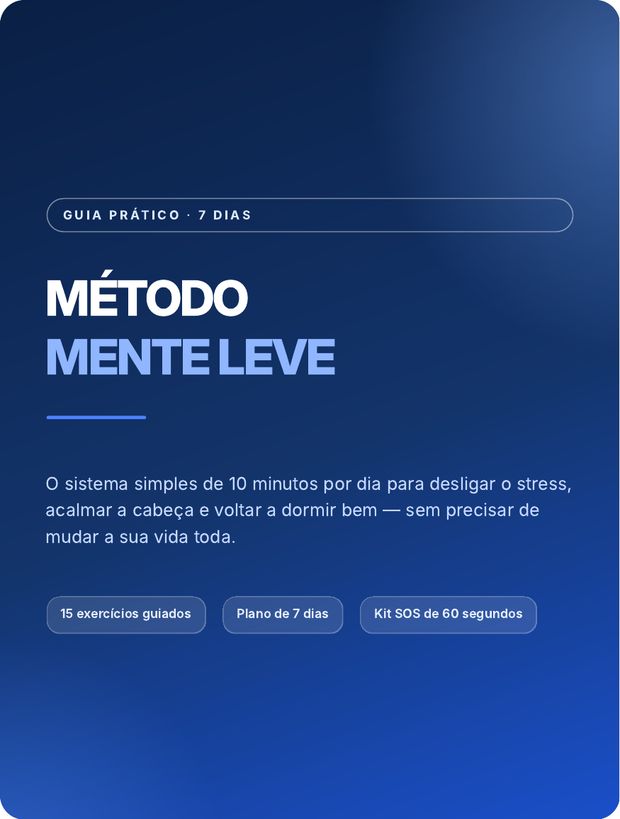 GUIA PRÁTICO · 7 DIAS
MÉTODO
MENTE LEVE
O sistema simples de 10 minutos por dia para desligar o stress,
acalmar a cabeça e voltar a dormir bem — sem precisar de
mudar a sua vida toda.
15 exercícios guiados
Plano de 7 dias
Kit SOS de 60 segundos